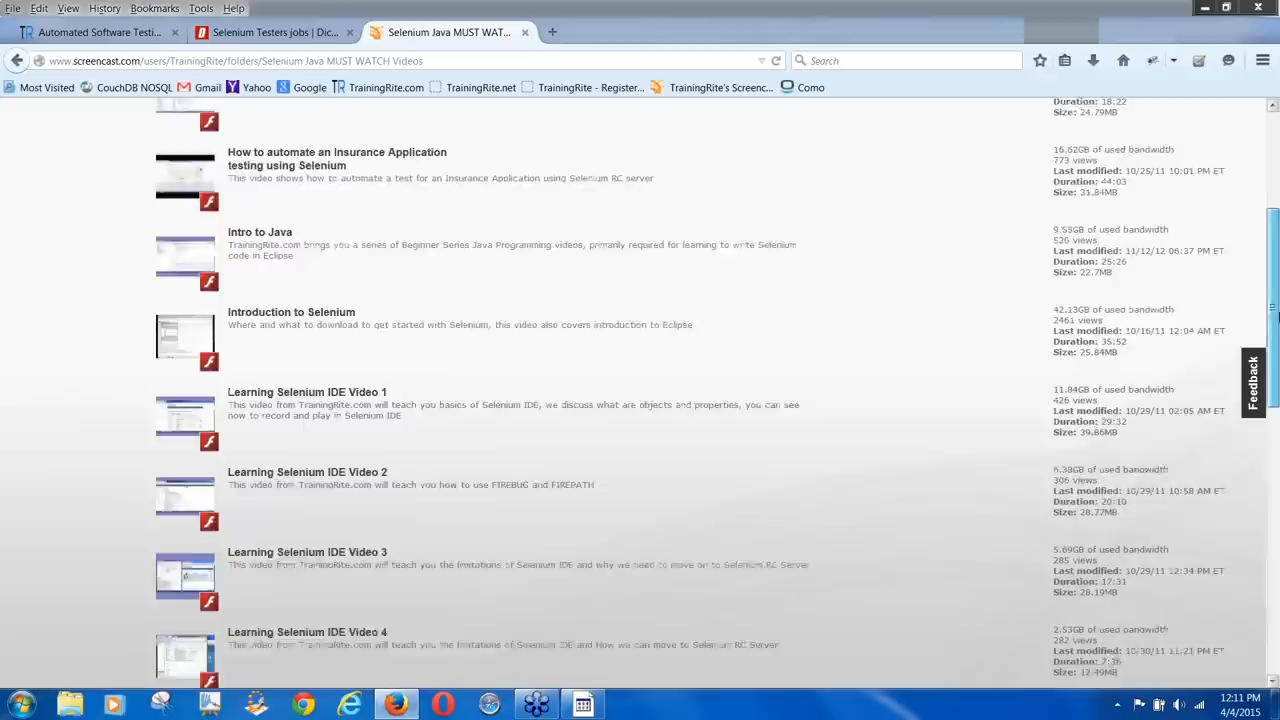 File Edit View History Bookmarks Tools Help
Automated Software Testi... × Selenium Testers jobs | Dic... × Selenium Java MUST WAT... × +
www.screencast.com/users/TrainingRite/folders/Selenium Java MUST WATCH Videos Search
Most Visited CouchDB NOSQL Gmail Yahoo Google TrainingRite.com TrainingRite.net TrainingRite - Register... TrainingRite's Screenc... Como
Duration: 18:22
Size: 24.79MB
How to automate an Insurance Application
testing using Selenium
This video shows how to automate a test for an Insurance Application using Selenium RC server
16.62GB of used bandwidth
773 views
Last modified: 10/25/11 10:01 PM ET
Duration: 44:03
Size: 31.84MB
Intro to Java
TrainingRite.com brings you a series of Beginner Series Java Programming videos, primarily required for learning to write Selenium
code in Eclipse
9.55GB of used bandwidth
526 views
Last modified: 11/12/12 06:37 PM ET
Duration: 25:26
Size: 22.7MB
Introduction to Selenium
Where and what to download to get started with Selenium, this video also covers introduction to Eclipse
42.13GB of used bandwidth
2461 views
Last modified: 10/16/11 12:04 AM ET
Duration: 35:52
Size: 25.84MB
Feedback
Learning Selenium IDE Video 1
This video from TrainingRite.com will teach you basics of Selenium IDE, we discuss what are objects and properties, you can see
how to record and play in Selenium IDE
11.84GB of used bandwidth
426 views
Last modified: 10/29/11 02:05 AM ET
Duration: 29:32
Size: 39.86MB
Learning Selenium IDE Video 2
This video from TrainingRite.com will teach you how to use FIREBUG and FIREPATH
6.38GB of used bandwidth
306 views
Last modified: 10/29/11 10:58 AM ET
Duration: 20:10
Size: 28.77MB
Learning Selenium IDE Video 3
This video from TrainingRite.com will teach you the limitations of Selenium IDE and why we need to move on to Selenium RC Server
5.69GB of used bandwidth
285 views
Last modified: 10/29/11 12:34 PM ET
Duration: 17:31
Size: 28.19MB
Learning Selenium IDE Video 4
This video from TrainingRite.com will teach you the limitations of Selenium IDE and How we can move to Selenium RC Server
2.53GB of used bandwidth
282 views
Last modified: 10/30/11 11:21 PM ET
Duration: 7:36
Size: 12.49MB
12:11 PM
4/4/2015